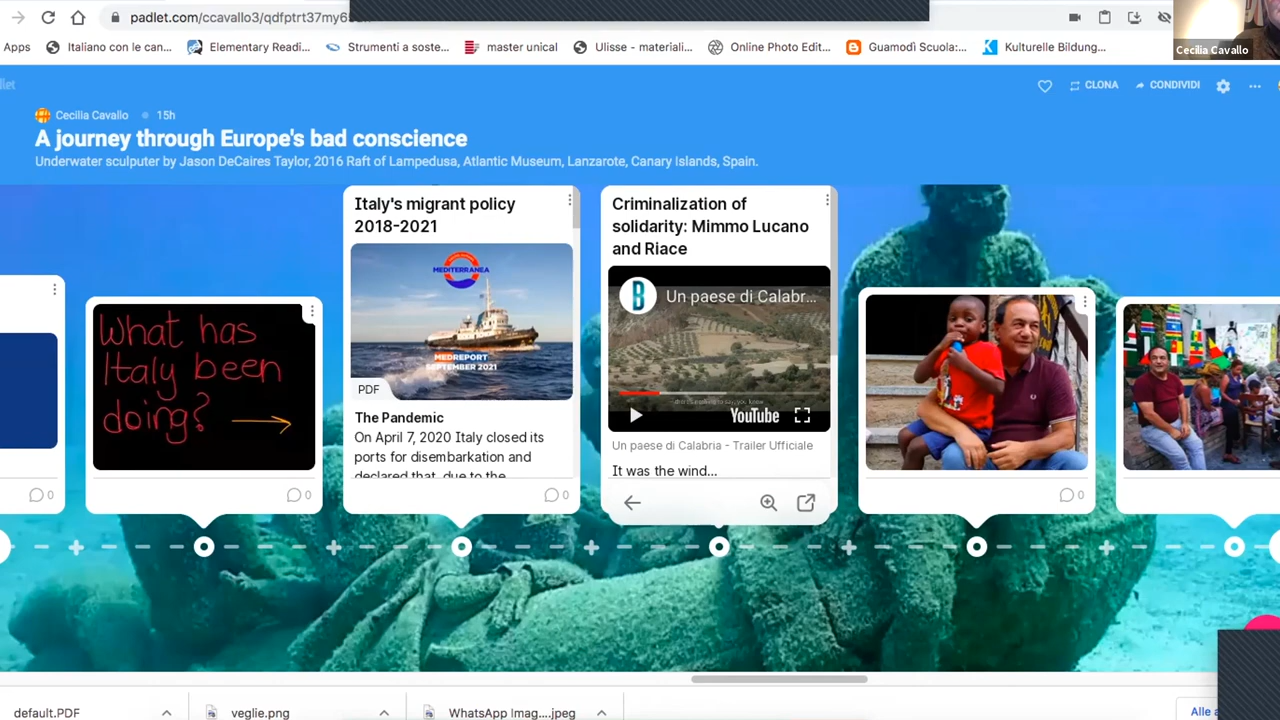 padlet.com/ccavallo3/qdfptrt37my6
Cecilia Cavallo
Apps
Italiano con le can...
Elementary Readi...
Strumenti a soste...
master unical
Ulisse - materiali...
Online Photo Edit...
Guamodì Scuola:...
Kulturelle Bildung...
CLONA
CONDIVIDI
Cecilia Cavallo
15h
A journey through Europe's bad conscience
Underwater sculputer by Jason DeCaires Taylor, 2016 Raft of Lampedusa, Atlantic Museum, Lanzarote, Canary Islands, Spain.
0
What has
Italy been
doing?
0
Italy's migrant policy
2018-2021
MEDITERRANEA
MEDREPORT
SEPTEMBER 2021
PDF
The Pandemic
On April 7, 2020 Italy closed its
ports for disembarkation and
declared that, due to the
0
Criminalization of
solidarity: Mimmo Lucano
and Riace
B
Un paese di Calabr...
YouTube
Un paese di Calabria - Trailer Ufficiale
It was the wind...
0
default.PDF
veglie.png
WhatsApp Imag....jpeg
Alle